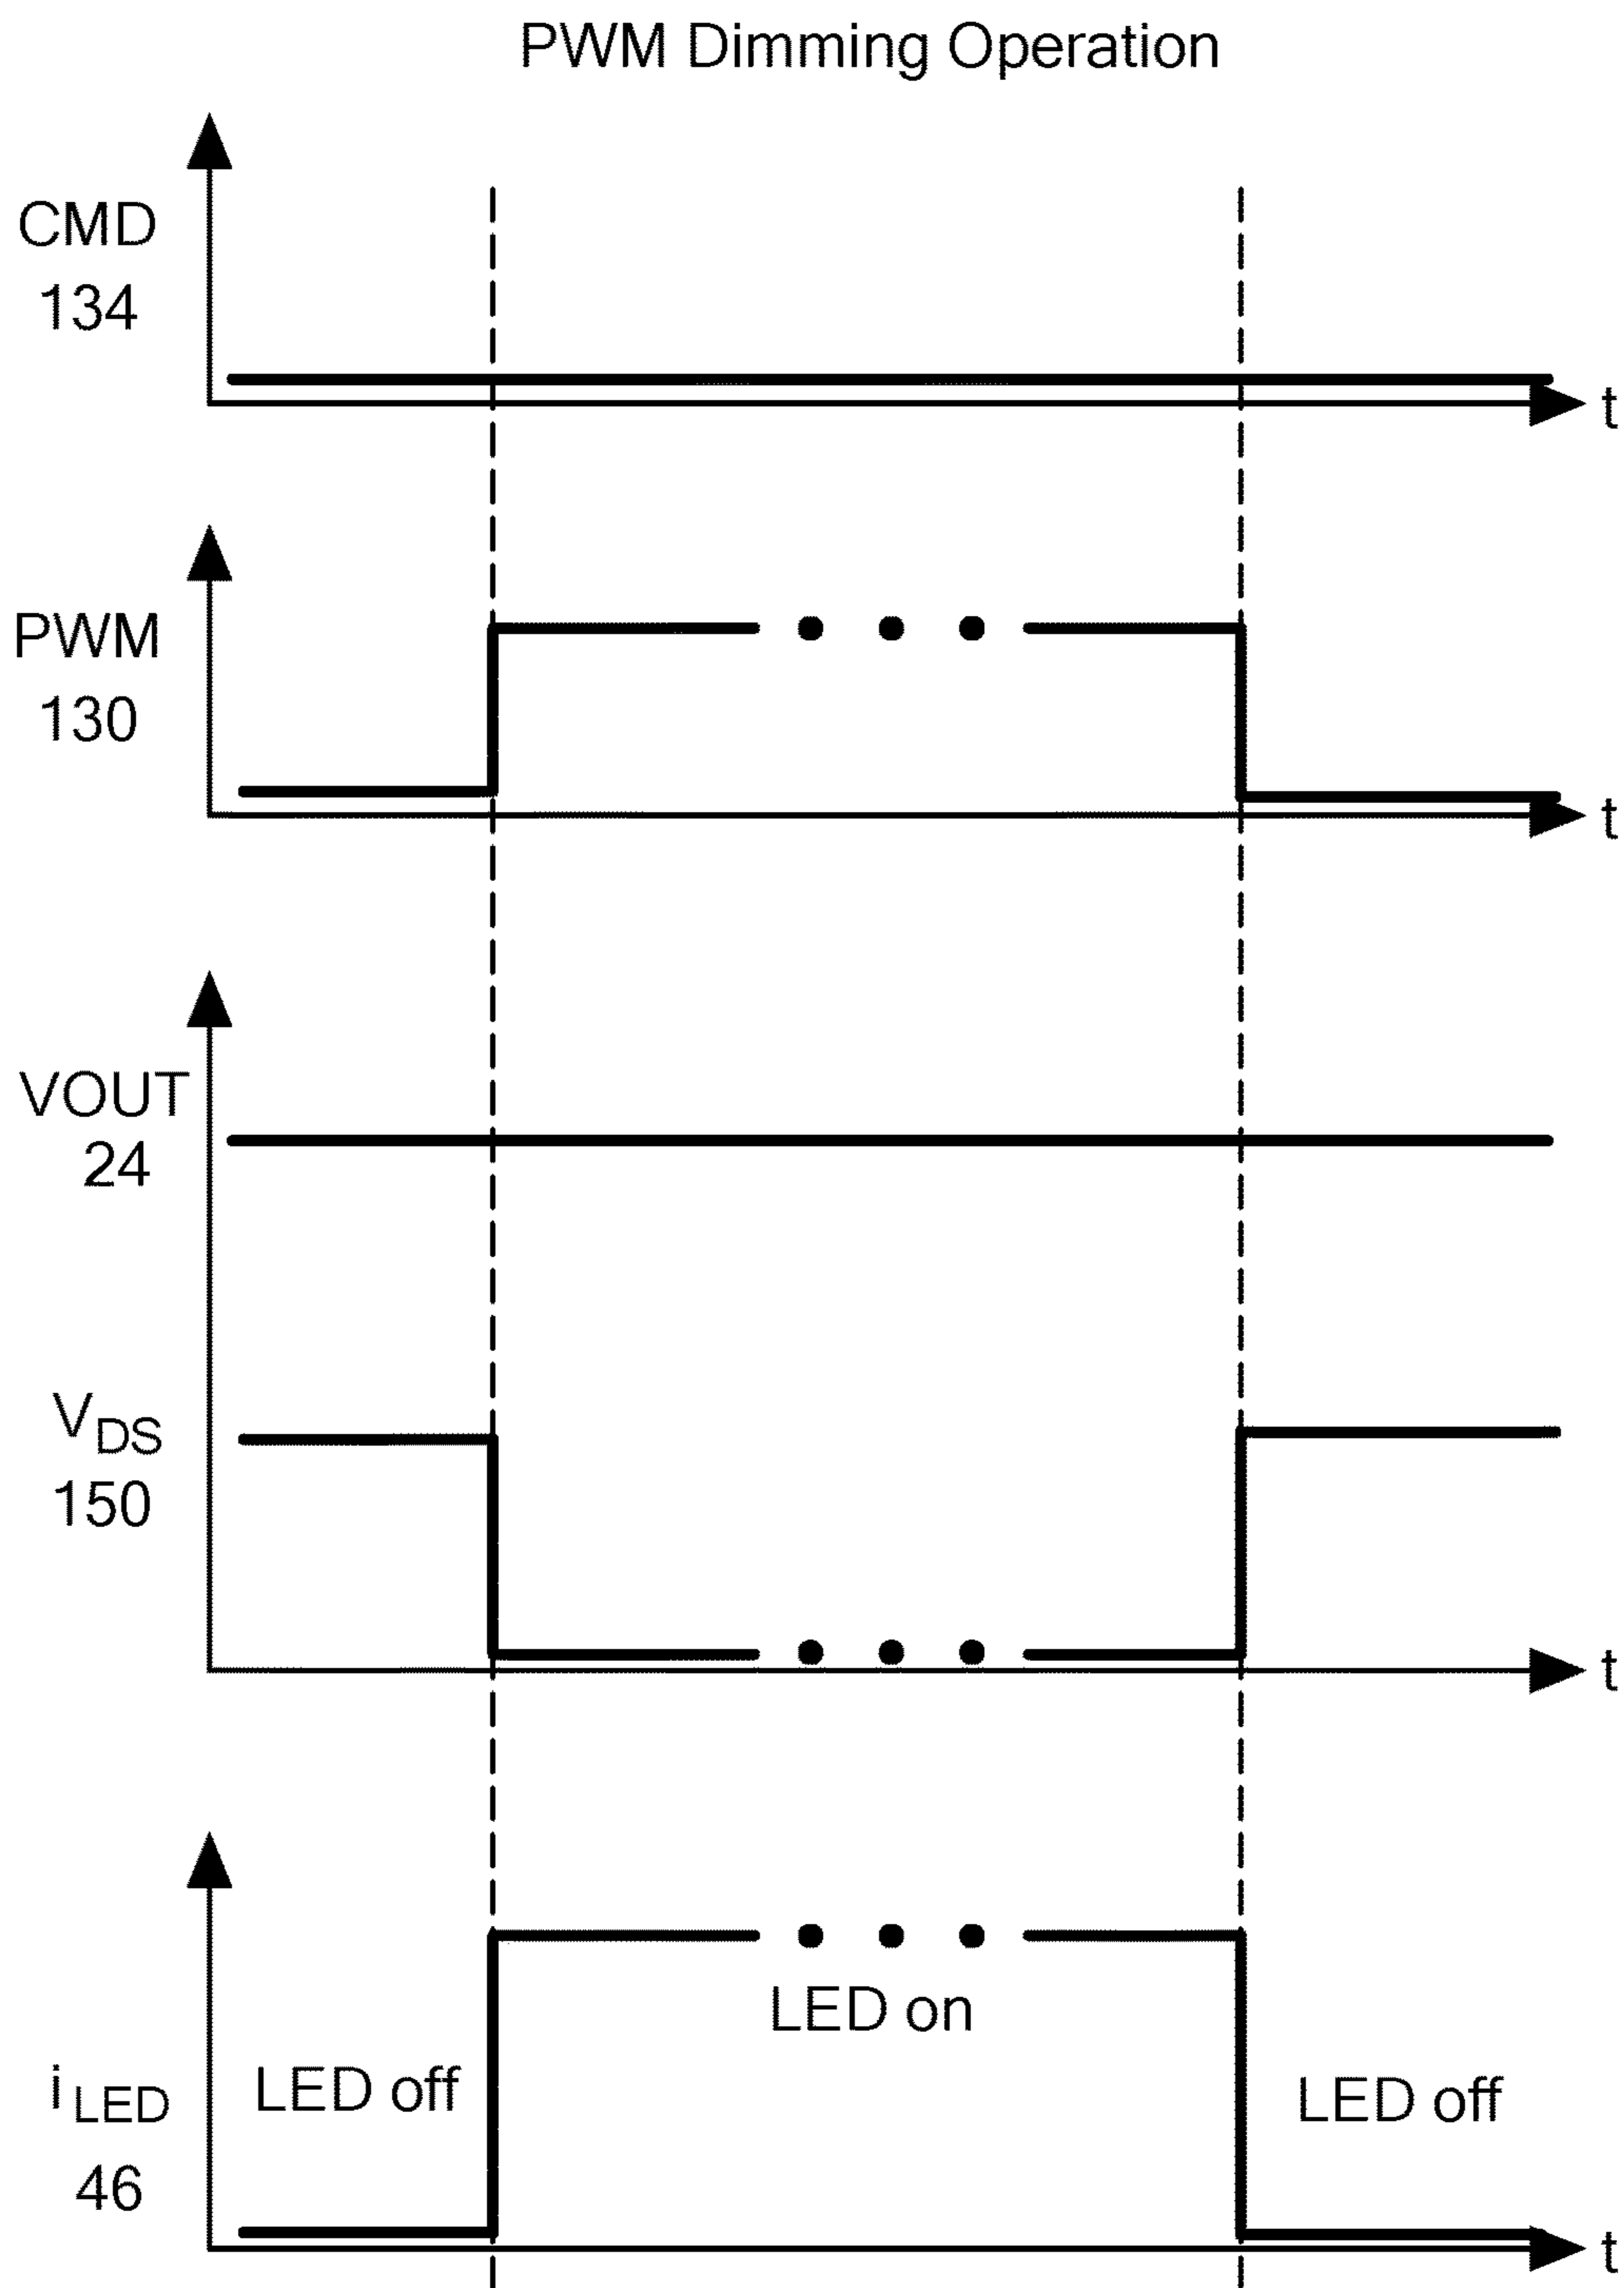 PWM Dimming Operation
CMD
134
t
PWM
130
t
VOUT
24
VDS
150
t
LED on
LED off
LED off
iLED
46
t